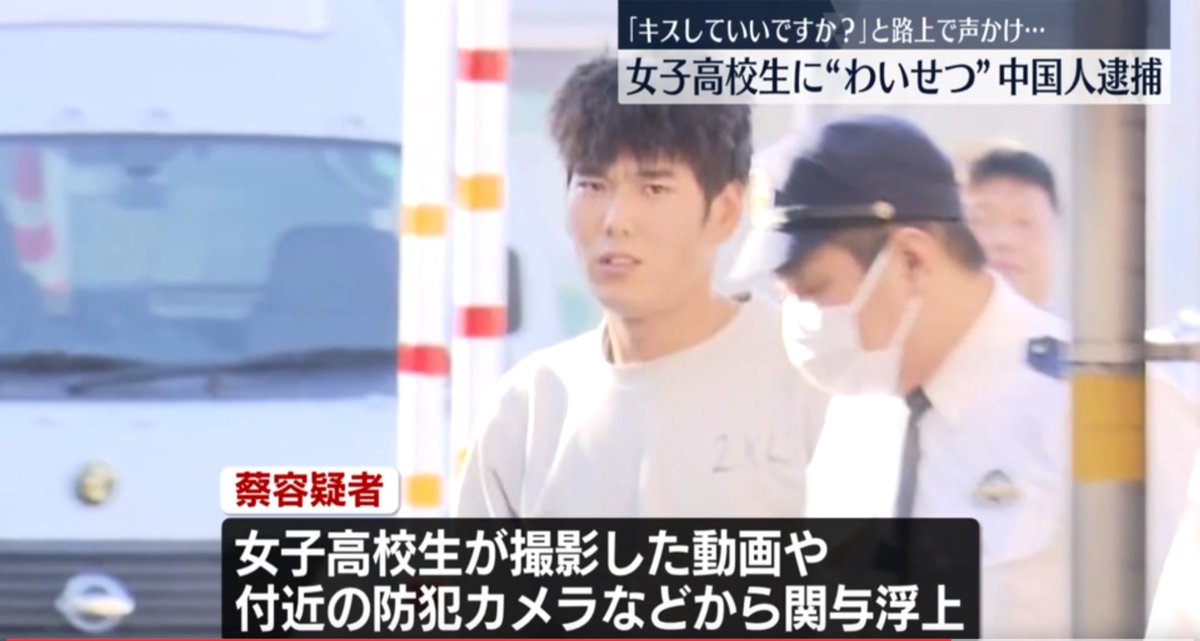 「キスしていいですか？」と路上で声かけ…
女子高校生に“わいせつ”中国人逮捕
蔡容疑者
女子高校生が撮影した動画や
付近の防犯カメラなどから関与浮上